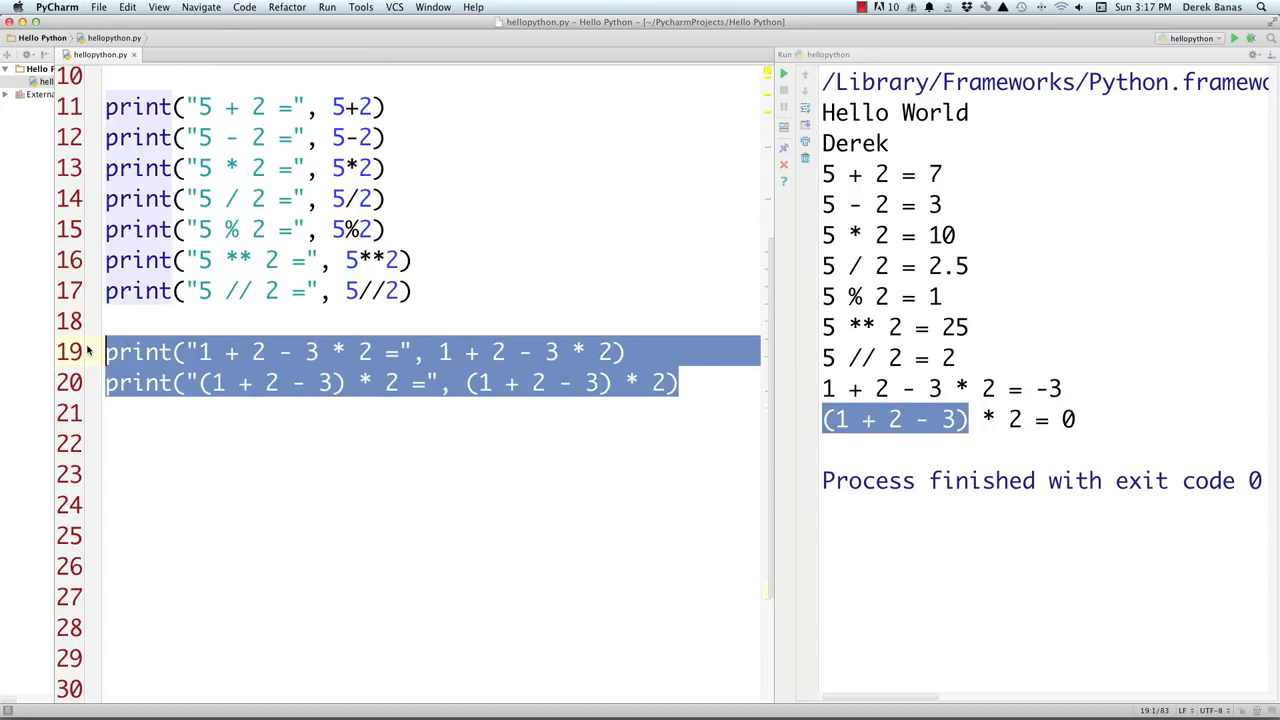 PyCharm File Edit View Navigate Code Refactor Run Tools VCS Window Help
10 Sun 3:17 PM Derek Banas
hellopython.py – Hello Python – [~/PycharmProjects/Hello Python]
Hello Python hellopython.py
hellopython
hellopython.py
Run hellopython
Hello P
hell
Externa
10
11 print("5 + 2 =", 5+2)
12 print("5 - 2 =", 5-2)
13 print("5 * 2 =", 5*2)
14 print("5 / 2 =", 5/2)
15 print("5 % 2 =", 5%2)
16 print("5 ** 2 =", 5**2)
17 print("5 // 2 =", 5//2)
18
19 print("1 + 2 - 3 * 2 =", 1 + 2 - 3 * 2)
20 print("(1 + 2 - 3) * 2 =", (1 + 2 - 3) * 2)
21
22
23
24
25
26
27
28
29
30
/Library/Frameworks/Python.framewo
Hello World
Derek
5 + 2 = 7
5 - 2 = 3
5 * 2 = 10
5 / 2 = 2.5
5 % 2 = 1
5 ** 2 = 25
5 // 2 = 2
1 + 2 - 3 * 2 = -3
(1 + 2 - 3) * 2 = 0
Process finished with exit code 0
19:1/83 LF UTF-8